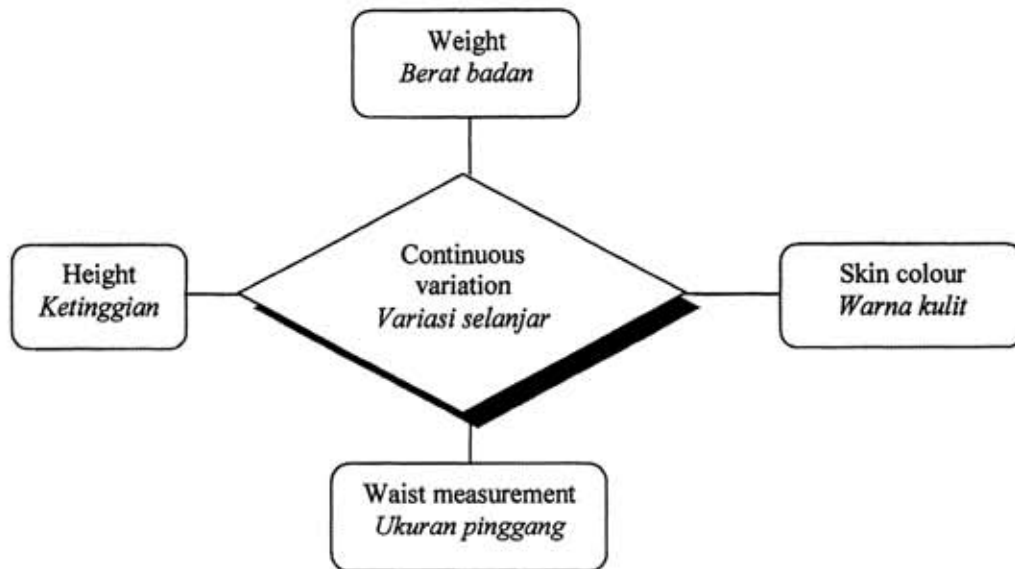 Weight
Berat badan
Height
Ketinggian
Continuous
variation
Variasi selanjar
Skin colour
Warna kulit
Waist measurement
Ukuran pinggang